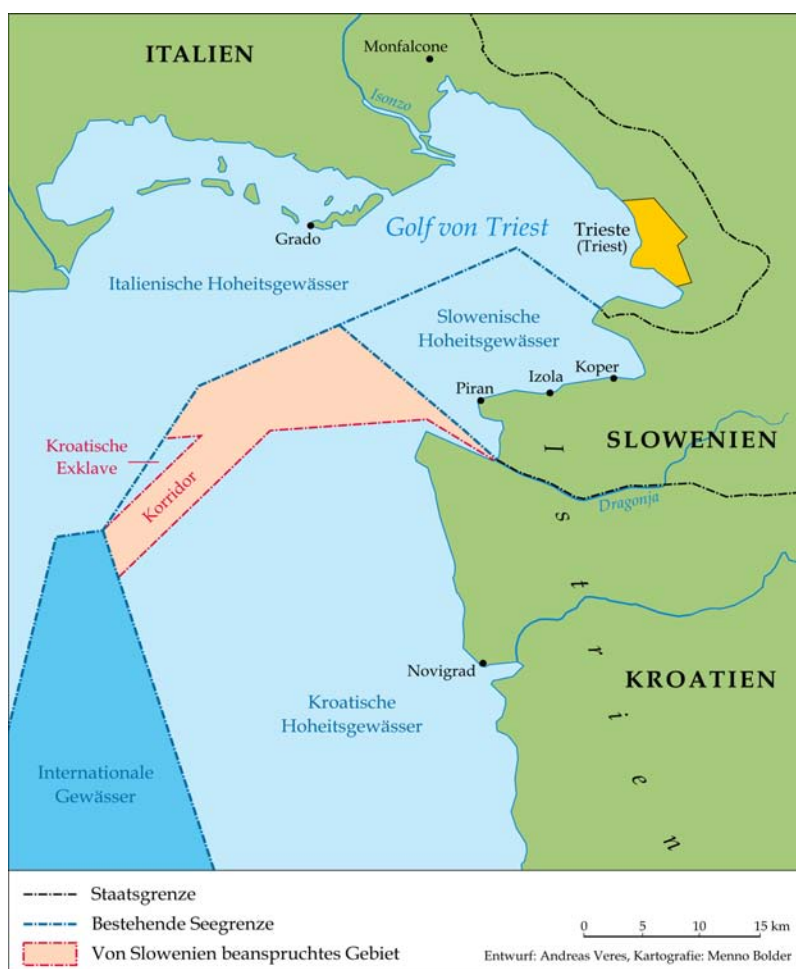 ITALIEN
Monfalcone
Isonzo
Grado
Golf von Triest
Trieste
(Triest)
Italienische Hoheitsgewässer
Slowenische
Hoheitsgewässer
Koper
Izola
Piran
Kroatische
Exklave
Korridor
SLOWENIEN
Dragonja
Istrien
Novigrad
KROATIEN
Kroatische
Hoheitsgewässer
Internationale
Gewässer
Staatsgrenze
Bestehende Seegrenze
Von Slowenien beanspruchtes Gebiet
0 5 10 15 km
Entwurf: Andreas Veres, Kartografie: Menno Bolder